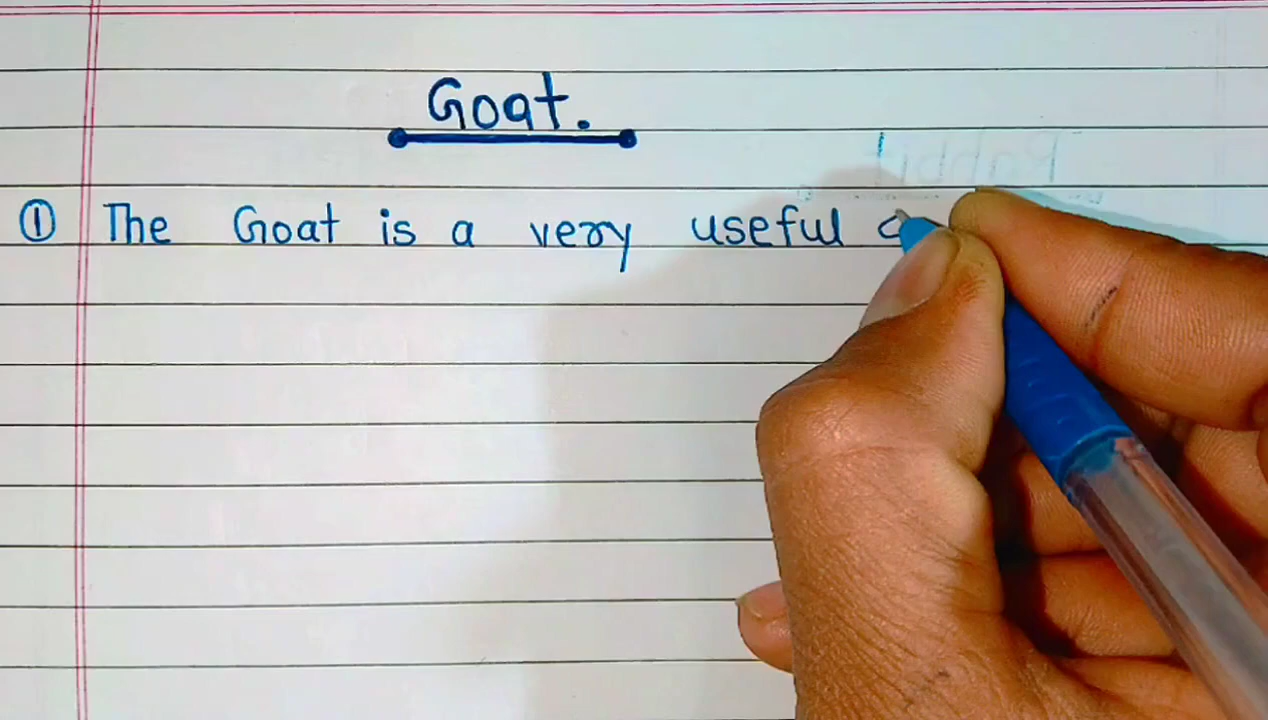 Goat.
① The Goat is a very useful